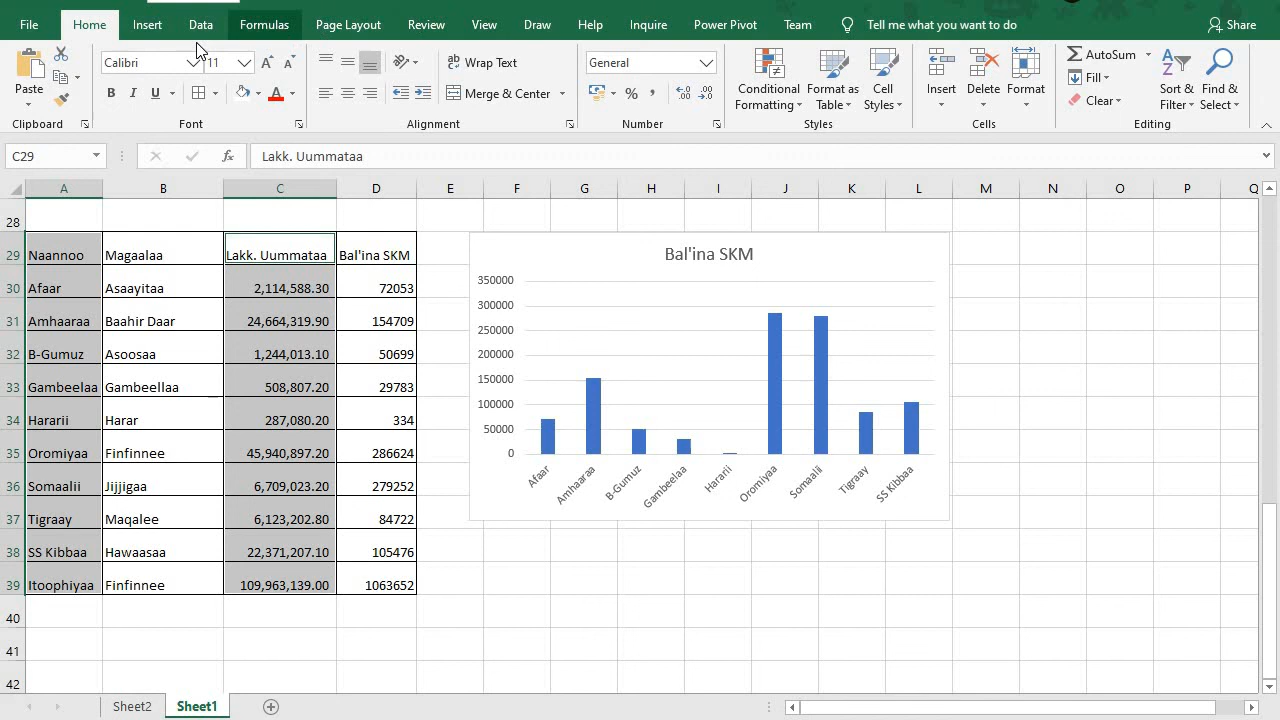 File Home Insert Data Formulas Page Layout Review View Draw Help Inquire Power Pivot Team Tell me what you want to do Share
Paste
Calibri 11
Wrap Text
General
Conditional Formatting
Format as Table
Cell Styles
Insert Delete Format
AutoSum
Fill
Clear
Sort & Filter
Find & Select
B I U
Merge & Center
Clipboard Font Alignment Number Styles Cells Editing
C29 fx Lakk. Uummataa
A B C D E F G H I J K L M N O P Q
28
29 Naannoo Magaalaa Lakk. Uummataa Bal'ina SKM
30 Afaar Asaayitaa 2,114,588.30 72053
31 Amhaaraa Baahir Daar 24,664,319.90 154709
32 B-Gumuz Asoosaa 1,244,013.10 50699
33 Gambeelaa Gambeellaa 508,807.20 29783
34 Hararii Harar 287,080.20 334
35 Oromiyaa Finfinnee 45,940,897.20 286624
36 Somaalii Jijjigaa 6,709,023.20 279252
37 Tigraay Maqalee 6,123,202.80 84722
38 SS Kibbaa Hawaasaa 22,371,207.10 105476
39 Itoophiyaa Finfinnee 109,963,139.00 1063652
40
41
42
Bal'ina SKM
350000
300000
250000
200000
150000
100000
50000
0
Afaar Amhaaraa B-Gumuz Gambeelaa Hararii Oromiyaa Somaalii Tigraay SS Kibbaa
Sheet2 Sheet1